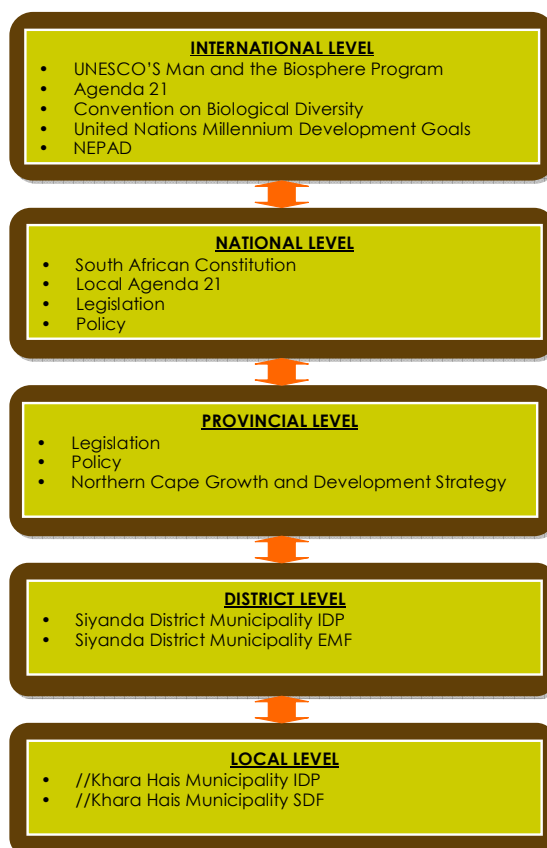 INTERNATIONAL LEVEL
• UNESCO'S Man and the Biosphere Program
• Agenda 21
• Convention on Biological Diversity
• United Nations Millennium Development Goals
• NEPAD
NATIONAL LEVEL
• South African Constitution
• Local Agenda 21
• Legislation
• Policy
PROVINCIAL LEVEL
• Legislation
• Policy
• Northern Cape Growth and Development Strategy
DISTRICT LEVEL
• Siyanda District Municipality IDP
• Siyanda District Municipality EMF
LOCAL LEVEL
• //Khara Hais Municipality IDP
• //Khara Hais Municipality SDF